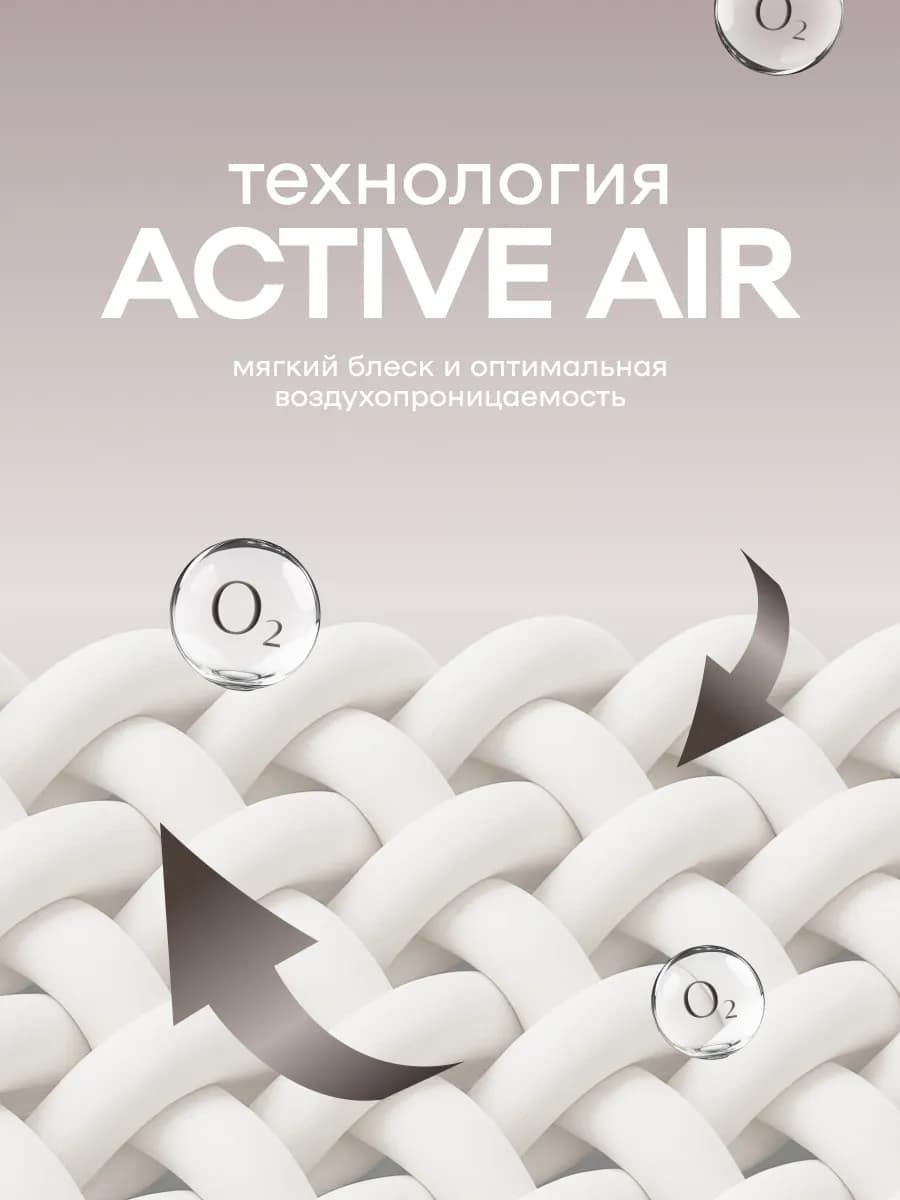 O₂
технология
ACTIVE AIR
мягкий блеск и оптимальная
воздухопроницаемость
O₂
O₂